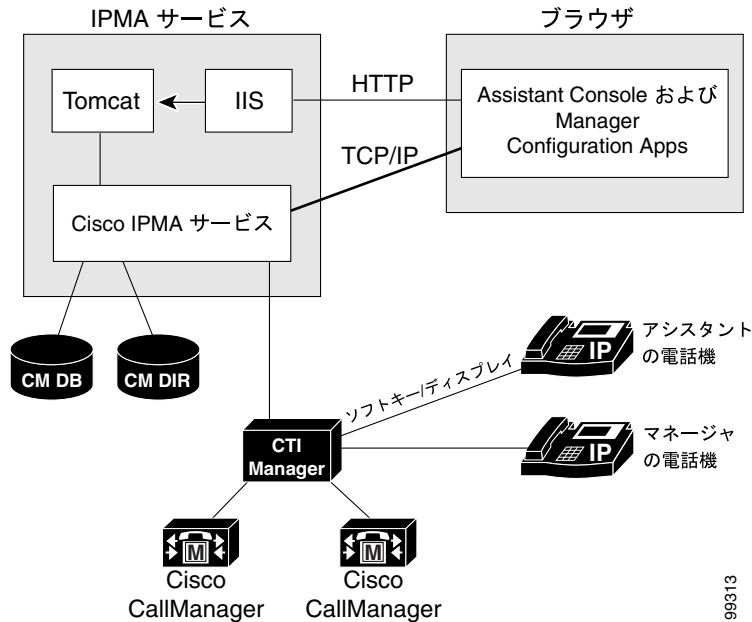 IPMA サービス
ブラウザ
Tomcat
IIS
HTTP
Assistant Console および
Manager
Configuration Apps
TCP/IP
Cisco IPMA サービス
CM DB
CM DIR
ソフトキー/ディスプレイ
IP
アシスタント
の電話機
CTI
Manager
IP
マネージャ
の電話機
M
Cisco
CallManager
M
Cisco
CallManager
99313